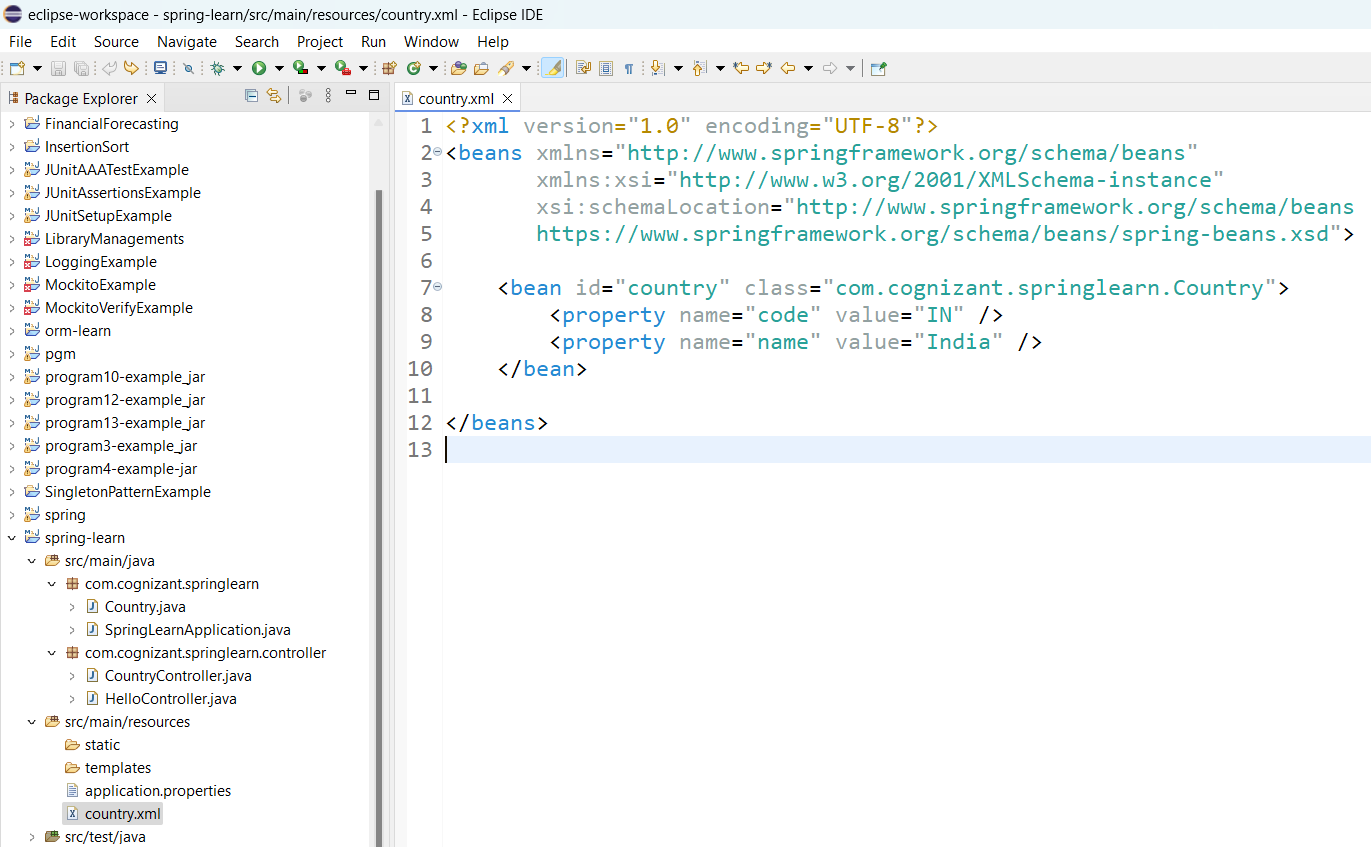 eclipse-workspace - spring-learn/src/main/resources/country.xml - Eclipse IDE
File Edit Source Navigate Search Project Run Window Help
Package Explorer
FinancialForecasting
InsertionSort
JUnitAAATestExample
JUnitAssertionsExample
JUnitSetupExample
LibraryManagements
LoggingExample
MockitoExample
MockitoVerifyExample
orm-learn
pgm
program10-example_jar
program12-example_jar
program13-example_jar
program3-example_jar
program4-example-jar
SingletonPatternExample
spring
spring-learn
src/main/java
com.cognizant.springlearn
Country.java
SpringLearnApplication.java
com.cognizant.springlearn.controller
CountryController.java
HelloController.java
src/main/resources
static
templates
application.properties
country.xml
src/test/java
country.xml
1 <?xml version="1.0" encoding="UTF-8"?>
2 <beans xmlns="http://www.springframework.org/schema/beans"
3 xmlns:xsi="http://www.w3.org/2001/XMLSchema-instance"
4 xsi:schemaLocation="http://www.springframework.org/schema/beans
5 https://www.springframework.org/schema/beans/spring-beans.xsd">
6
7 <bean id="country" class="com.cognizant.springlearn.Country">
8 <property name="code" value="IN" />
9 <property name="name" value="India" />
10 </bean>
11
12 </beans>
13